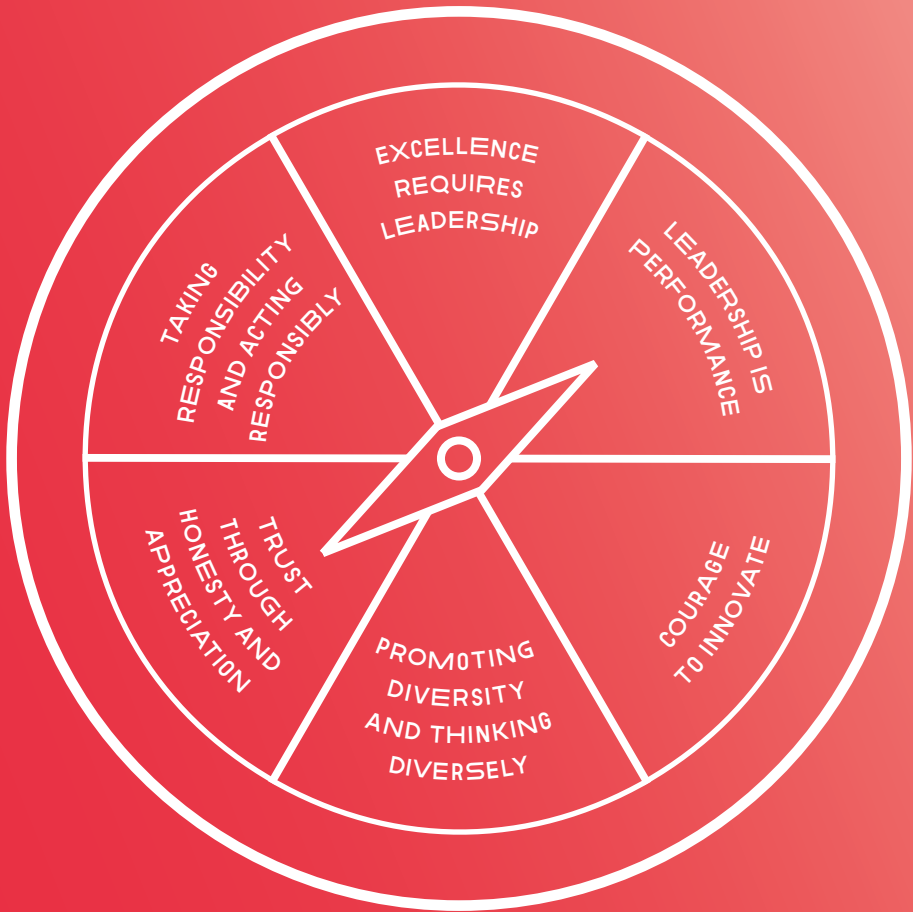 EXCELLENCE
REQUIRES
LEADERSHIP
LEADERSHIP IS
PERFORMANCE
COURAGE
TO INNOVATE
PROMOTING
DIVERSITY
AND THINKING
DIVERSELY
TRUST
THROUGH
HONESTY AND
APPRECIATION
TAKING
RESPONSIBILITY
AND ACTING
RESPONSIBLY